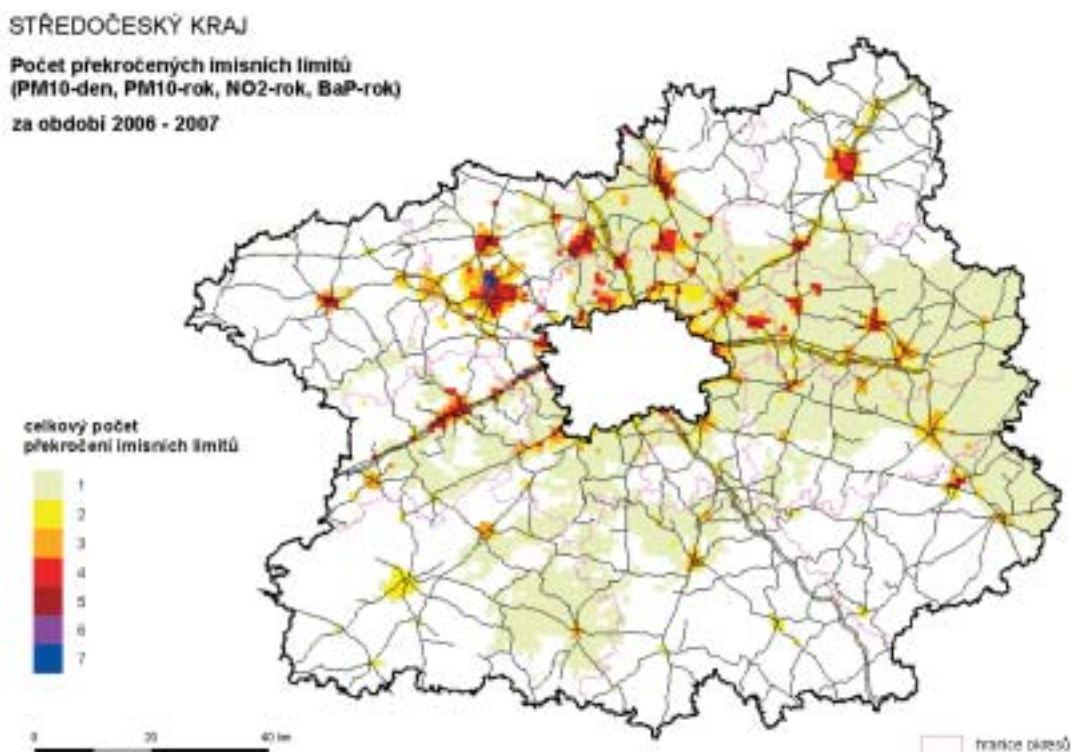 STŘEDOČESKÝ KRAJ
Počet překročených imisních limitů
(PM10-den, PM10-rok, NO2-rok, BaP-rok)
za období 2006 - 2007
celkový počet
překročení imisních limitů
1
2
3
4
5
6
7
0 20 40 km
hranice okresů